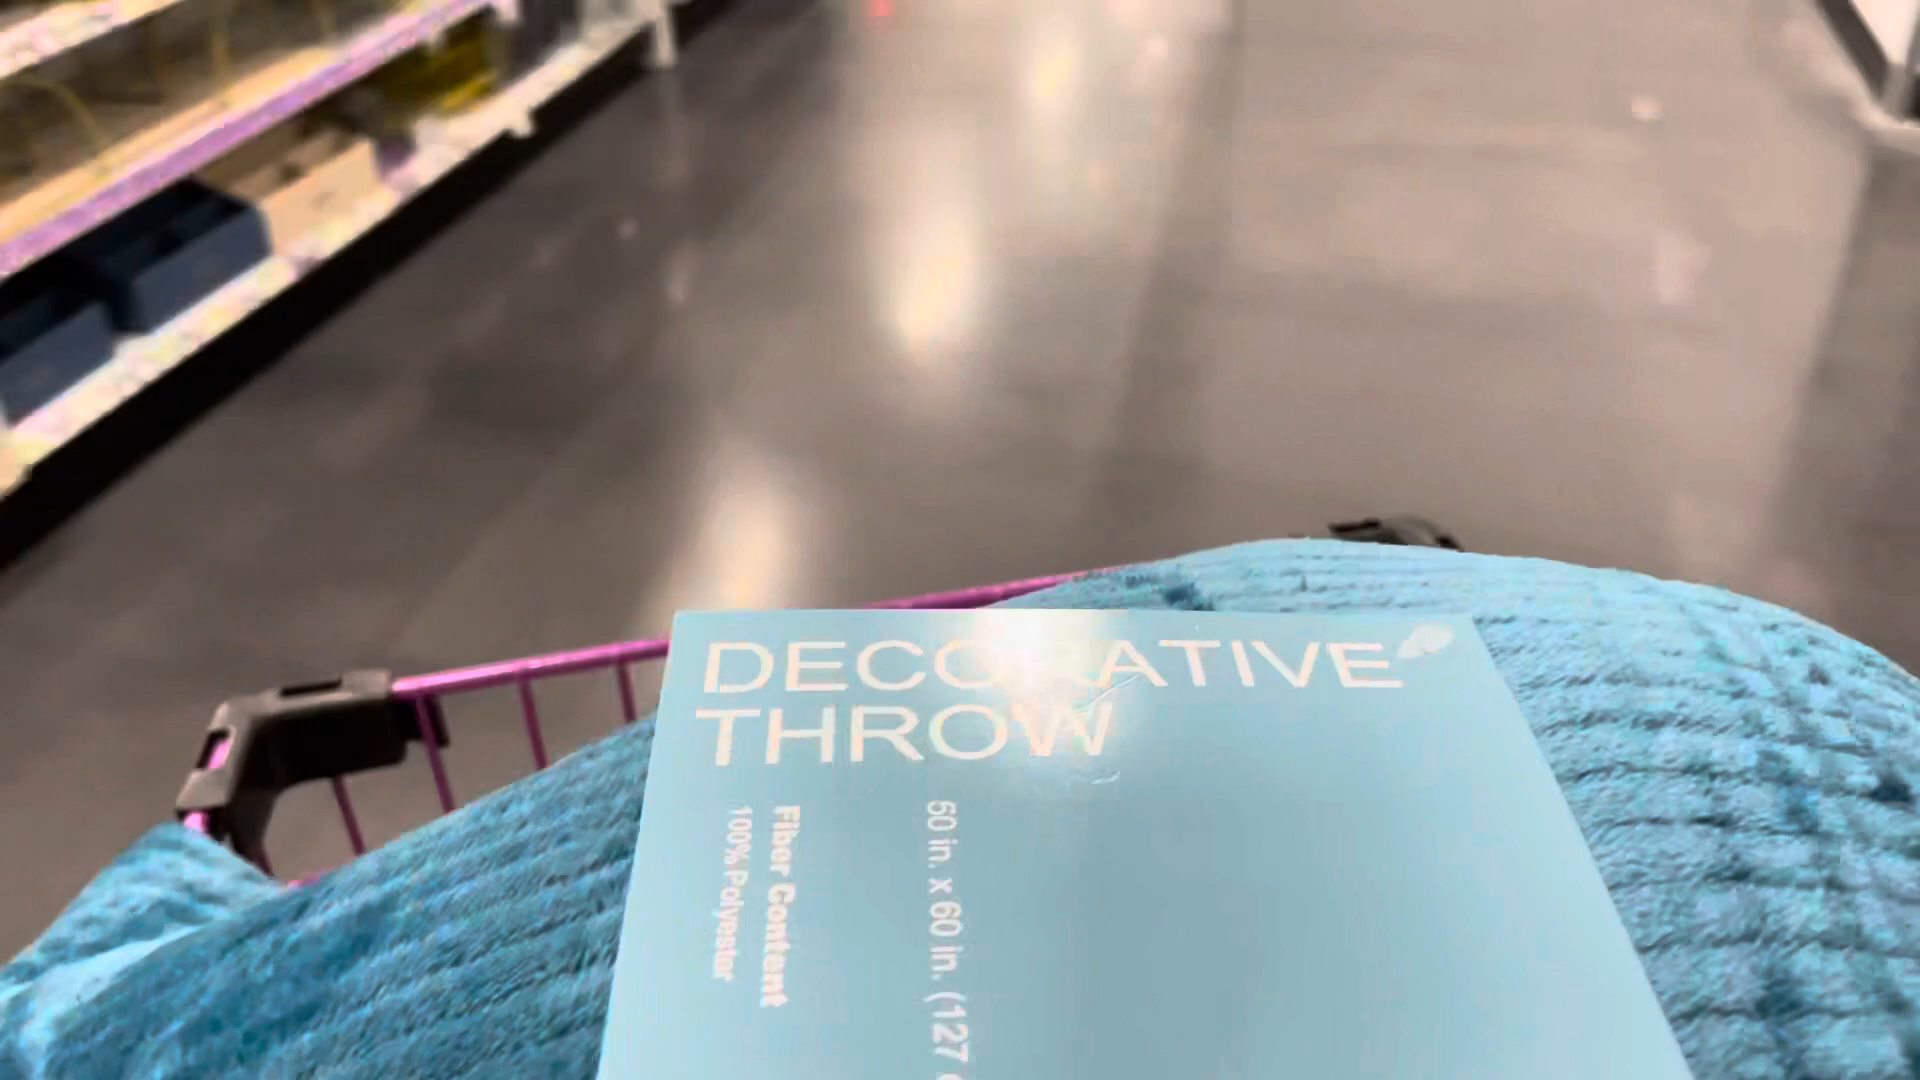 DECORATIVE
THROW
50 in. x 60 in. (127
Fiber Content
100% Polyester